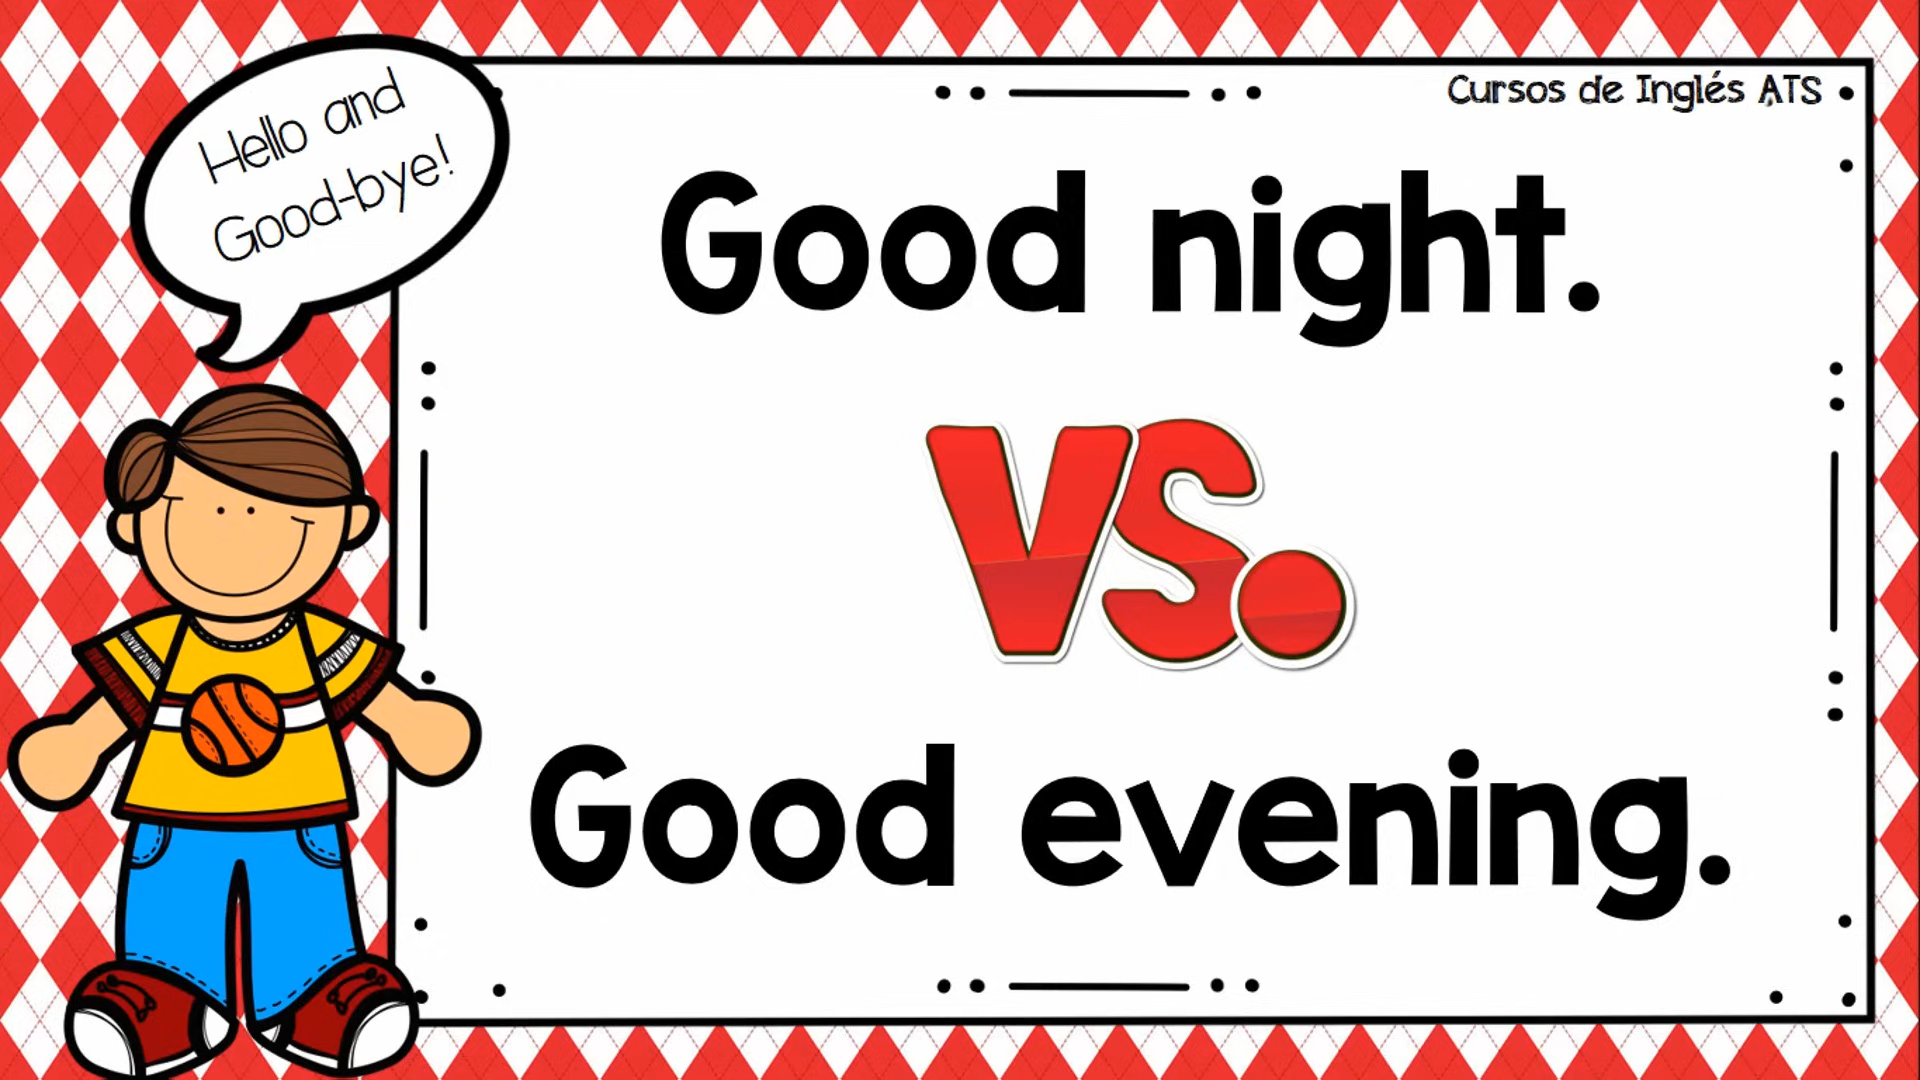 Hello and
Good-bye!
Cursos de Inglés ATS
Good night.
VS.
Good evening.